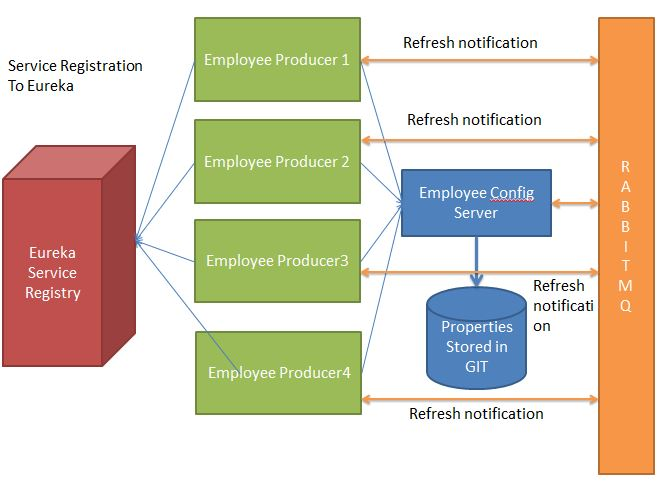 Service Registration
To Eureka
Employee Producer 1
Refresh notification
Employee Producer 2
Refresh notification
Employee Config
Server
Eureka
Service
Registry
Employee Producer3
Refresh
notificati
on
Properties
Stored in
GIT
Employee Producer4
Refresh notification
R
A
B
B
I
T
M
Q